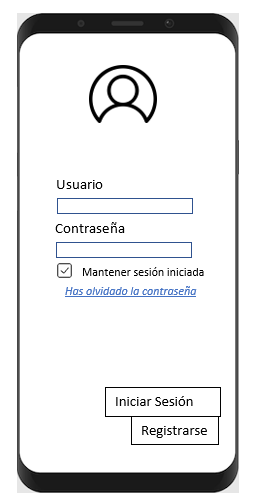 Usuario
Contraseña
Mantener sesión iniciada
Has olvidado la contraseña
Iniciar Sesión
Registrarse